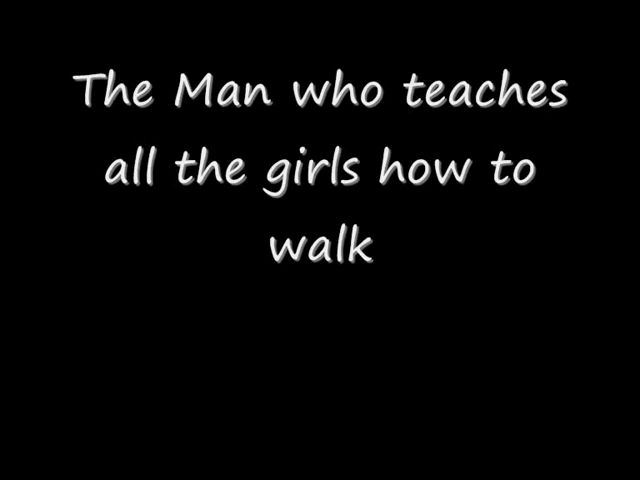 The Man who teaches
all the girls how to
walk